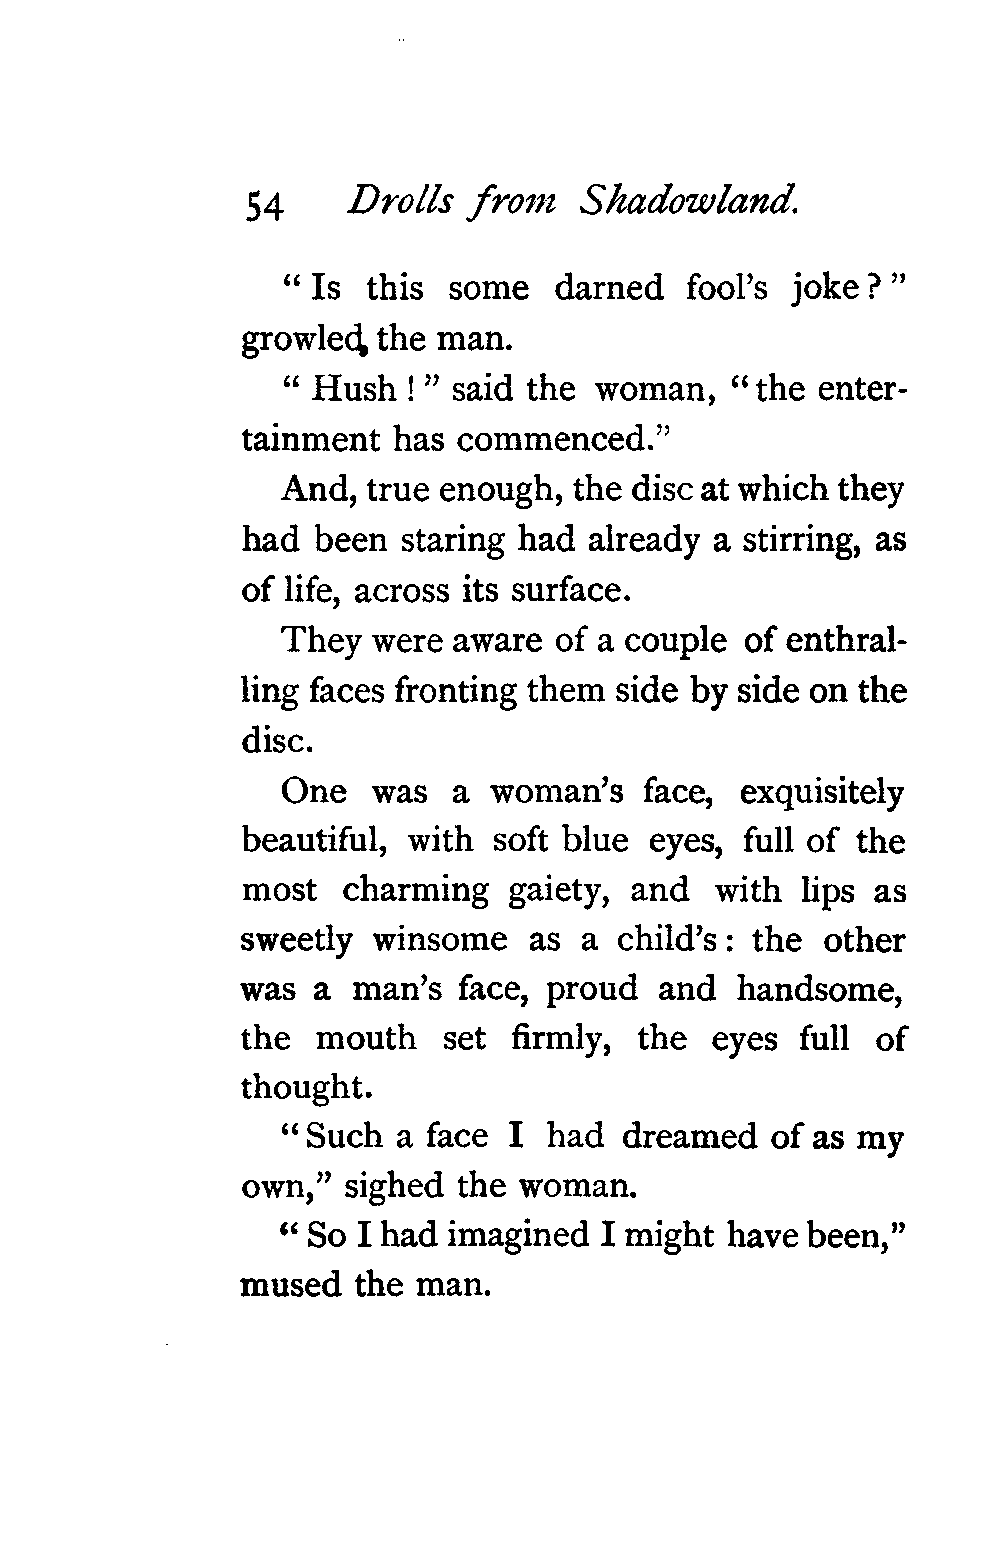 54 Drolls from Shadowland.
" Is this some darned fool's joke ? "
growled, the man.
" Hush ! " said the woman, " the enter-
tainment has commenced."
And, true enough, the disc at which they
had been staring had already a stirring, as
of life, across its surface.
They were aware of a couple of enthral-
ling faces fronting them side by side on the
disc.
One was a woman's face, exquisitely
beautiful, with soft blue eyes, full of the
most charming gaiety, and with lips as
sweetly winsome as a child's : the other
was a man's face, proud and handsome,
the mouth set firmly, the eyes full of
thought.
" Such a face I had dreamed of as my
own," sighed the woman.
" So I had imagined I might have been,"
mused the man.